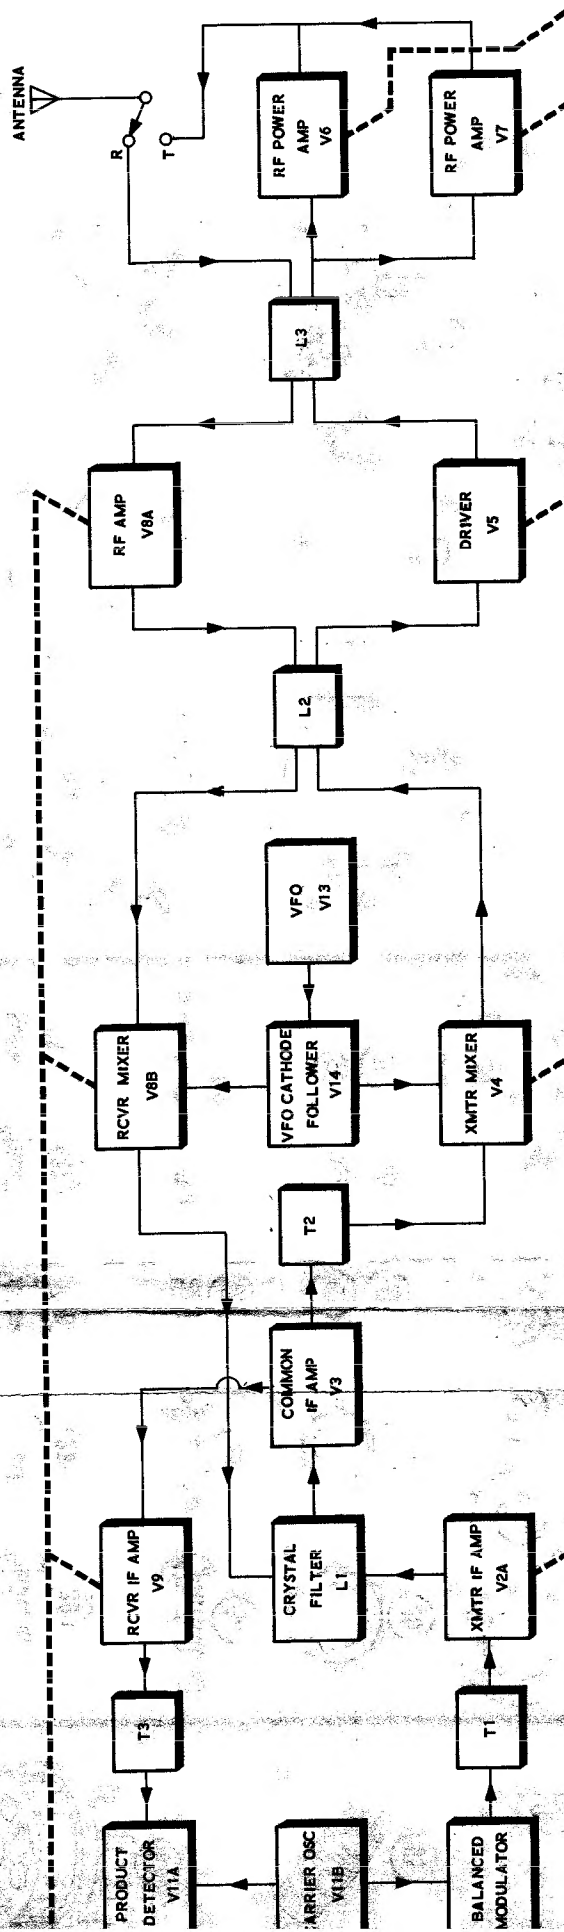 ANTENNA
R
T
RF POWER
AMP
V6
RF POWER
AMP
V7
L3
RF AMP
V8A
DRIVER
V5
L2
VFO
V13
RCVR MIXER
V8B
VFO CATHODE
FOLLOWER
V14
XMTR MIXER
V4
T2
COMMON
IF AMP
V3
RCVR IF AMP
V9
CRYSTAL
FILTER
L1
XMTR IF AMP
V2A
T3
T1
PRODUCT
DETECTOR
V11A
CARRIER OSC
V11B
BALANCED
MODULATOR